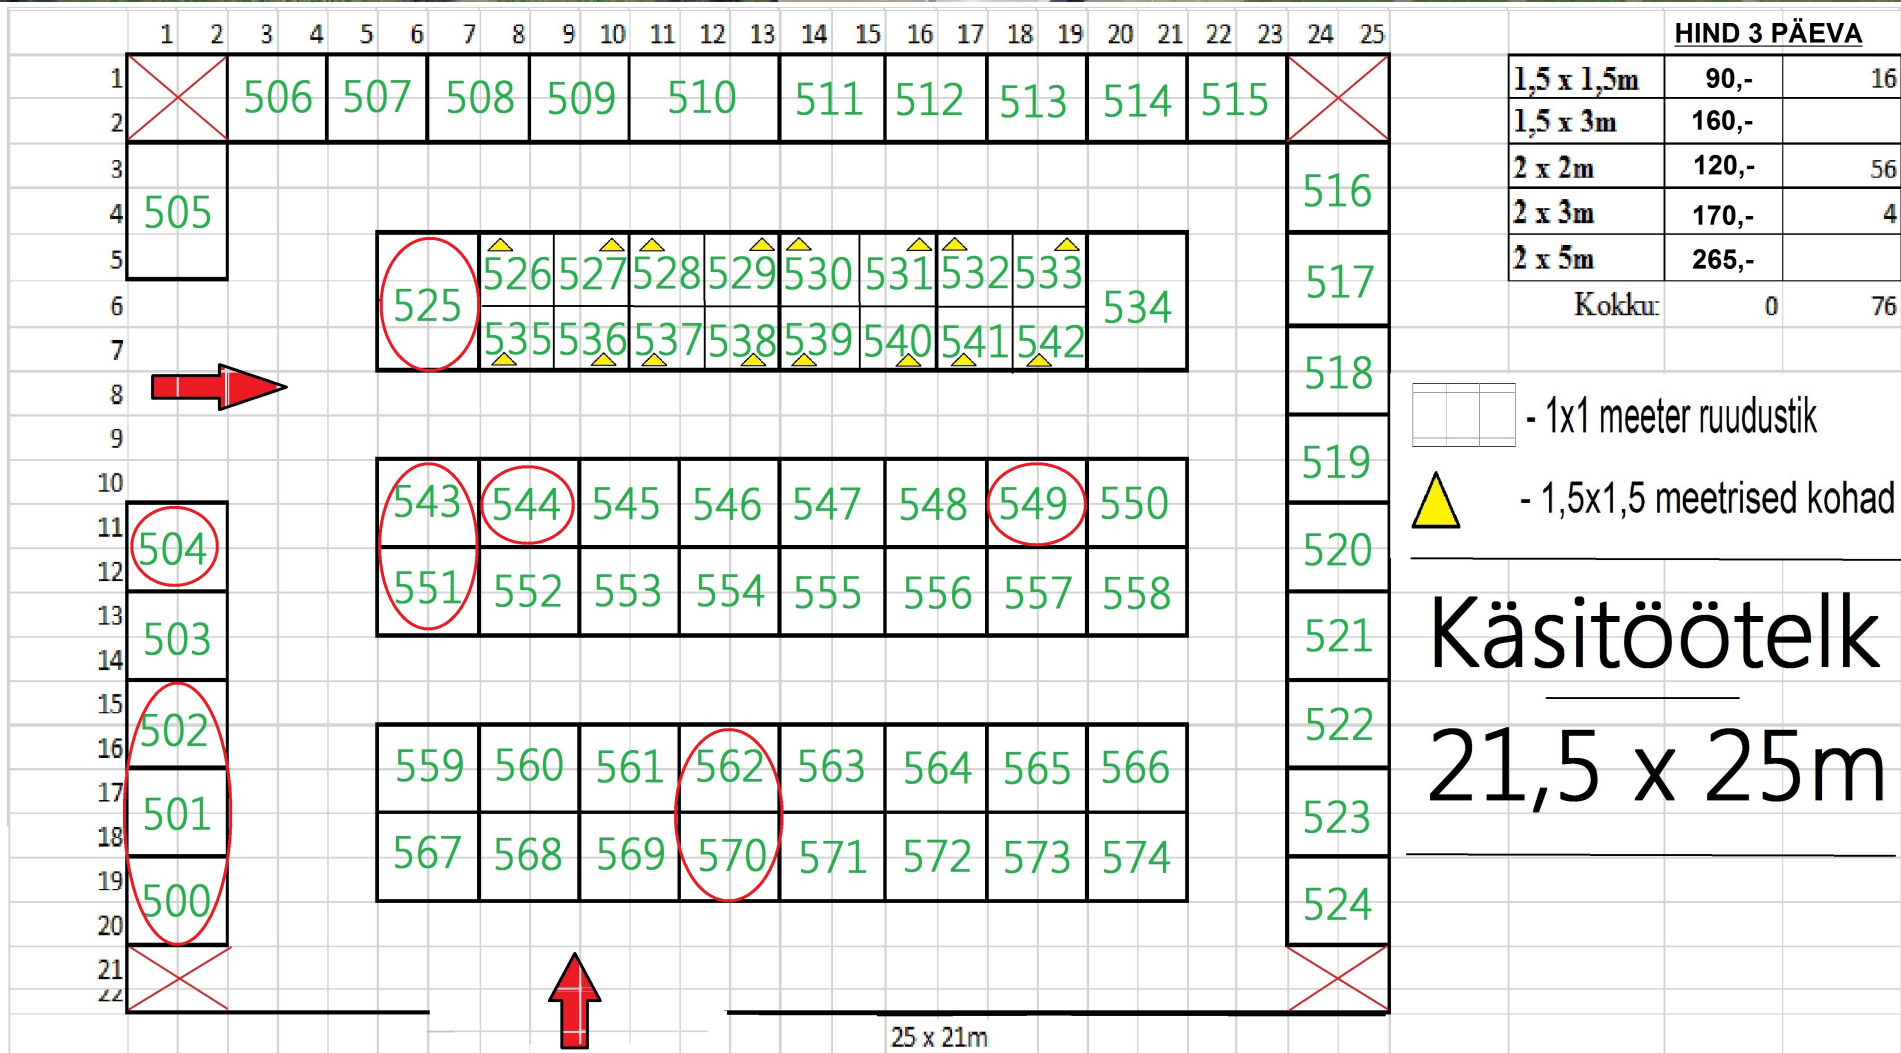 1 2 3 4 5 6 7 8 9 10 11 12 13 14 15 16 17 18 19 20 21 22 23 24 25
HIND 3 PÄEVA
1 506 507 508 509 510 511 512 513 514 515
2
1,5 x 1,5m 90,- 16
1,5 x 3m 160,-
2 x 2m 120,- 56
2 x 3m 170,- 4
2 x 5m 265,-
Kokku: 0 76
3
4 505 516
5 526 527 528 529 530 531 532 533 517
6 525 534
7 535 536 537 538 539 540 541 542
8 518
- 1x1 meeter ruudustik
9
10 519
543 544 545 546 547 548 549 550
- 1,5x1,5 meetrised kohad
11 504 520
12 551 552 553 554 555 556 557 558
13 503 521
14
Käsitöötelk
15 502 522
16 559 560 561 562 563 564 565 566
21,5 x 25m
17 501 523
18 567 568 569 570 571 572 573 574
19 500 524
20
21
22
25 x 21m